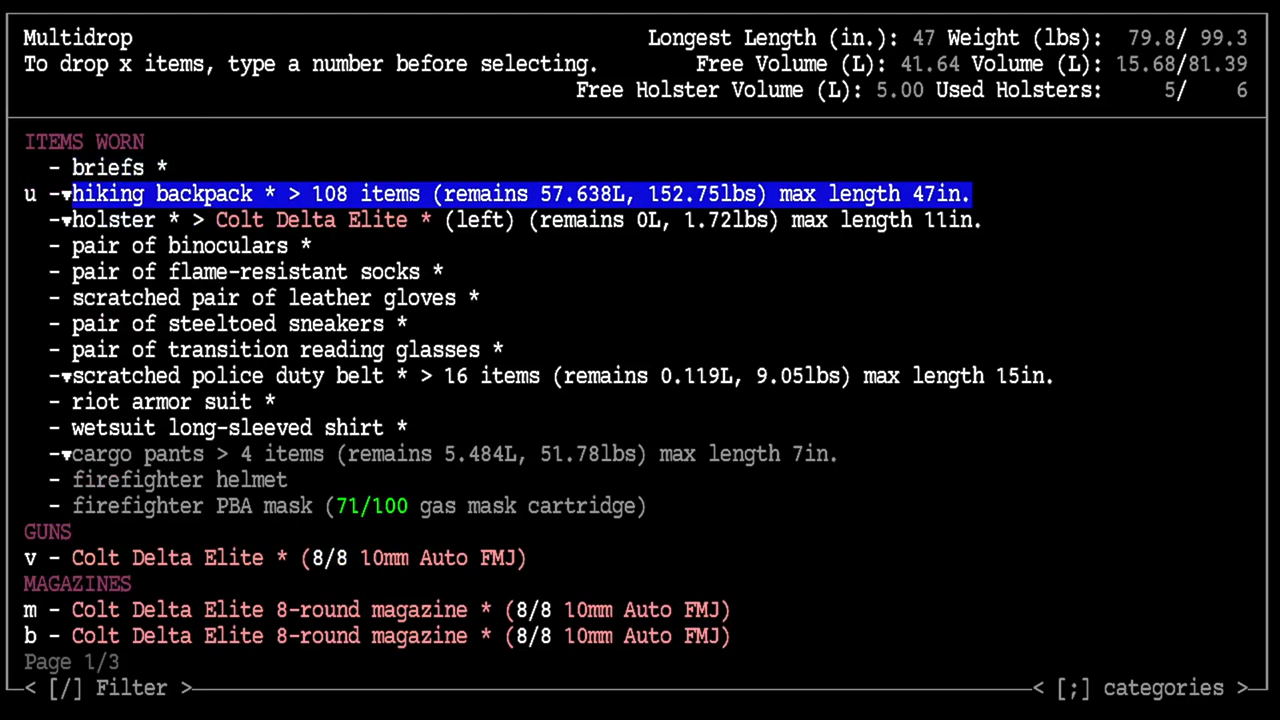 Multidrop Longest Length (in.): 47 Weight (lbs): 79.8/ 99.3
To drop x items, type a number before selecting. Free Volume (L): 41.64 Volume (L): 15.68/81.39
Free Holster Volume (L): 5.00 Used Holsters: 5/ 6
ITEMS WORN
- briefs *
u -▾hiking backpack * > 108 items (remains 57.638L, 152.75lbs) max length 47in.
-▾holster * > Colt Delta Elite * (left) (remains 0L, 1.72lbs) max length 11in.
- pair of binoculars *
- pair of flame-resistant socks *
- scratched pair of leather gloves *
- pair of steeltoed sneakers *
- pair of transition reading glasses *
-▾scratched police duty belt * > 16 items (remains 0.119L, 9.05lbs) max length 15in.
- riot armor suit *
- wetsuit long-sleeved shirt *
-▾cargo pants > 4 items (remains 5.484L, 51.78lbs) max length 7in.
- firefighter helmet
- firefighter PBA mask (71/100 gas mask cartridge)
GUNS
v - Colt Delta Elite * (8/8 10mm Auto FMJ)
MAGAZINES
m - Colt Delta Elite 8-round magazine * (8/8 10mm Auto FMJ)
b - Colt Delta Elite 8-round magazine * (8/8 10mm Auto FMJ)
Page 1/3
< [/] Filter > < [;] categories >